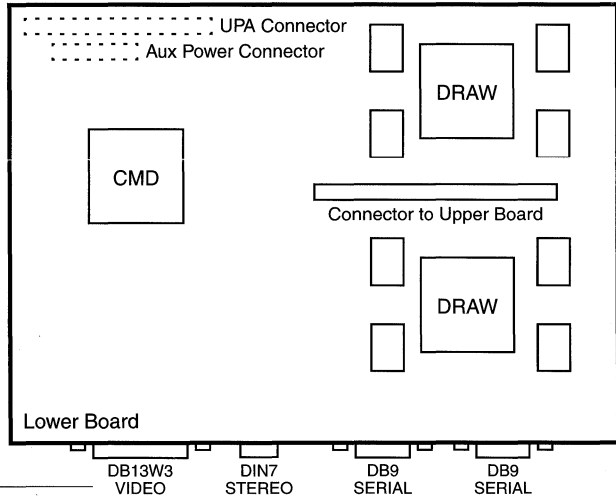 UPA Connector
Aux Power Connector
DRAW
CMD
Connector to Upper Board
DRAW
Lower Board
DB13W3
VIDEO
DIN7
STEREO
DB9
SERIAL
DB9
SERIAL